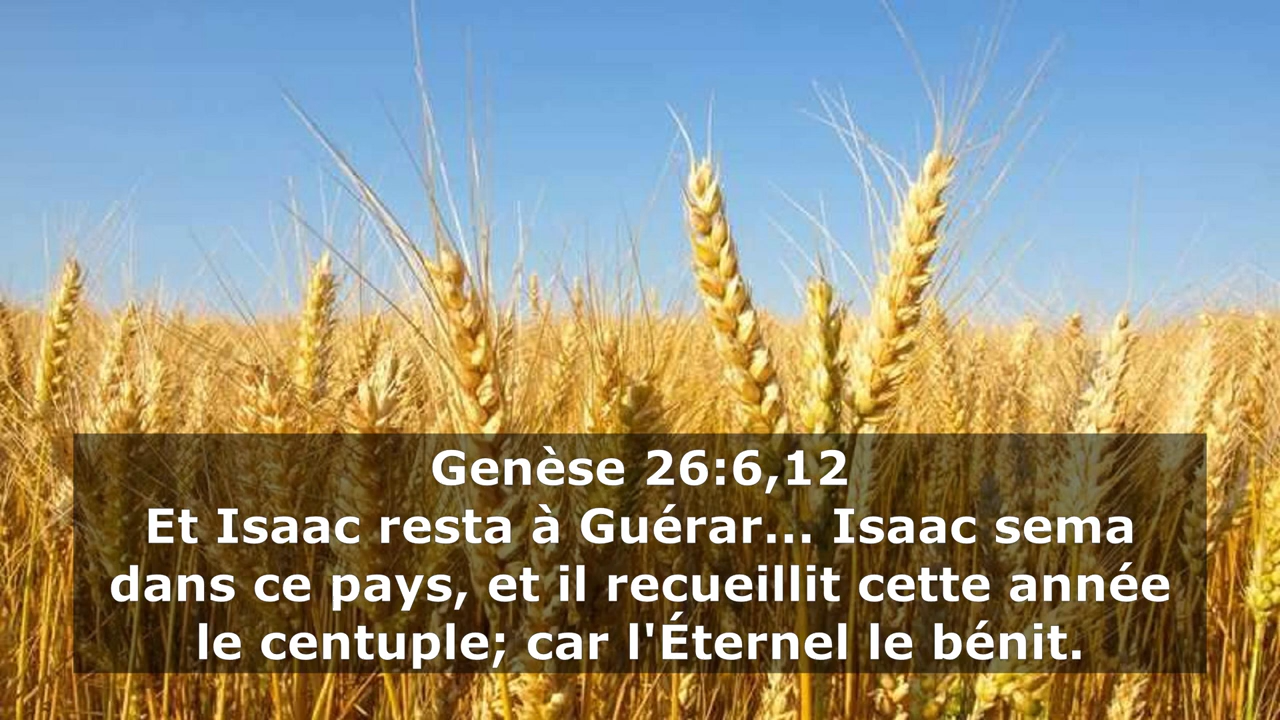 Genèse 26:6,12
Et Isaac resta à Guérar... Isaac sema
dans ce pays, et il recueillit cette année
le centuple; car l'Éternel le bénit.